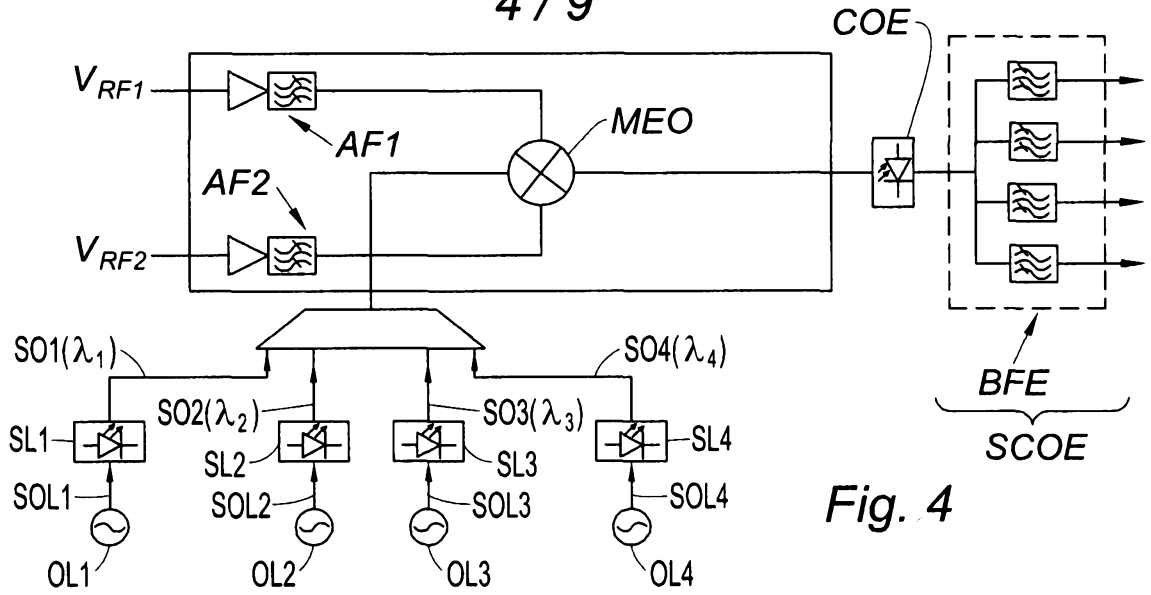 4 / 9
COE
V_RF1
MEO
AF1
AF2
V_RF2
SO1(λ₁)
SO4(λ₄)
SO2(λ₂)
SO3(λ₃)
BFE
SL1
SL2
SL3
SL4
SCOE
SOL1
SOL2
SOL3
SOL4
Fig. 4
OL1
OL2
OL3
OL4